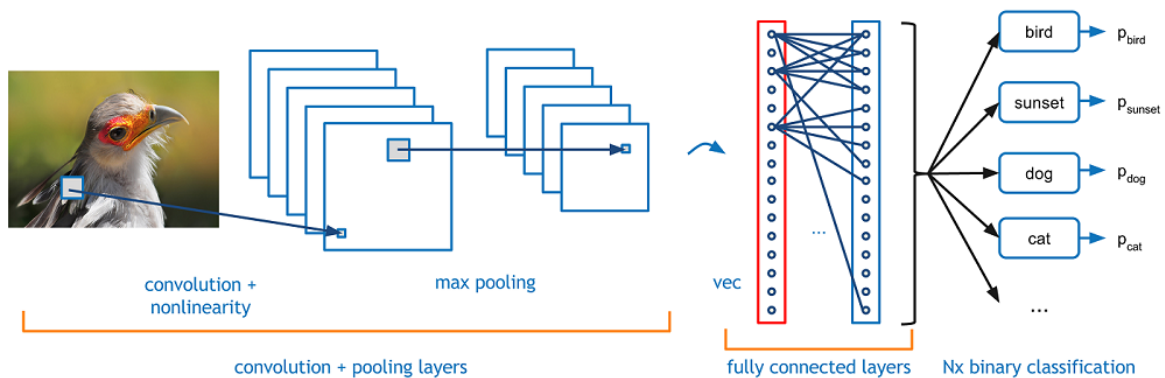 convolution +
nonlinearity
max pooling
vec
convolution + pooling layers
fully connected layers
Nx binary classification
bird
p_bird
sunset
p_sunset
dog
p_dog
cat
p_cat
...
...